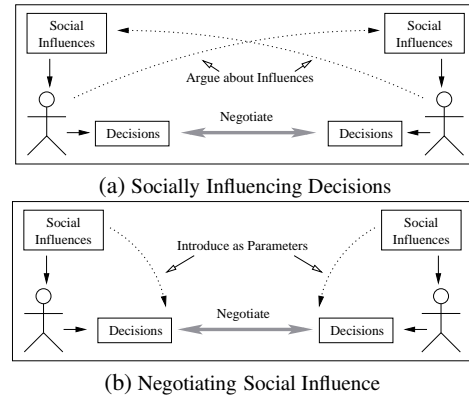 Social
Influences
Social
Influences
Argue about Influences
Negotiate
Decisions
Decisions
(a) Socially Influencing Decisions
Social
Influences
Social
Influences
Introduce as Parameters
Negotiate
Decisions
Decisions
(b) Negotiating Social Influence